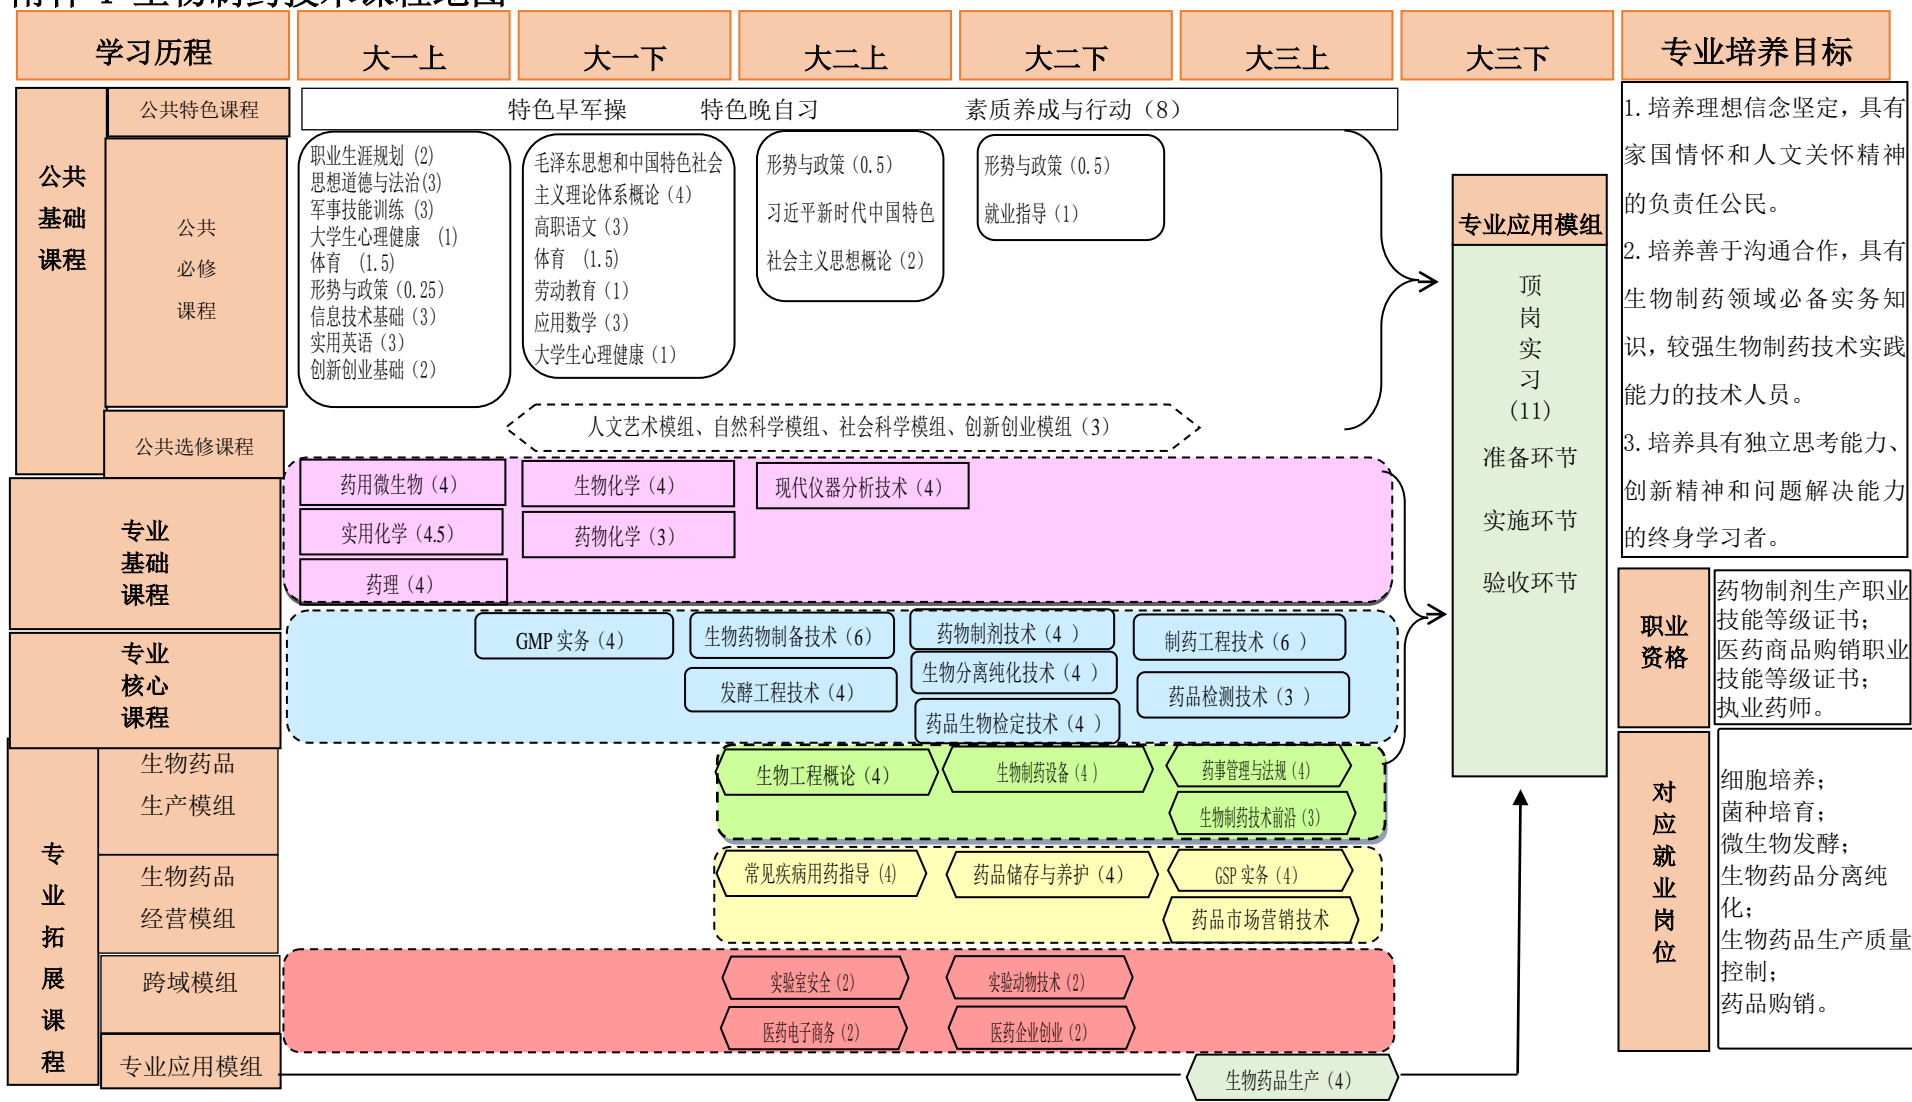 附件 1 生物制药技术课程地图
学习历程
大一上
大一下
大二上
大二下
大三上
大三下
专业培养目标
公共
基础
课程
公共特色课程
特色早军操 特色晚自习 素质养成与行动（8）
公共
必修
课程
职业生涯规划 (2)
思想道德与法治(3)
军事技能训练 (3)
大学生心理健康 (1)
体育 (1.5)
形势与政策 (0.25)
信息技术基础 (3)
实用英语 (3)
创新创业基础 (2)
毛泽东思想和中国特色社会
主义理论体系概论（4）
高职语文（3）
体育 (1.5)
劳动教育（1）
应用数学（3）
大学生心理健康（1）
形势与政策（0.5）
习近平新时代中国特色
社会主义思想概论（2）
形势与政策（0.5）
就业指导（1）
公共选修课程
人文艺术模组、自然科学模组、社会科学模组、创新创业模组（3）
专业
基础
课程
药用微生物（4）
实用化学（4.5）
药理（4）
生物化学（4）
药物化学（3）
现代仪器分析技术（4）
专业
核心
课程
GMP 实务（4）
生物药物制备技术（6）
发酵工程技术（4）
药物制剂技术（4 ）
生物分离纯化技术（4 ）
药品生物检定技术（4 ）
制药工程技术（6 ）
药品检测技术（3 ）
专
业
拓
展
课
程
生物药品
生产模组
生物工程概论（4）
生物制药设备（4 ）
药事管理与法规（4）
生物制药技术前沿（3）
生物药品
经营模组
常见疾病用药指导 (4)
药品储存与养护（4）
GSP 实务（4）
药品市场营销技术
跨域模组
实验室安全（2）
医药电子商务（2）
实验动物技术（2）
医药企业创业（2）
专业应用模组
生物药品生产（4）
专业应用模组
顶
岗
实
习
(11)
准备环节
实施环节
验收环节
1.培养理想信念坚定，具有
家国情怀和人文关怀精神
的负责任公民。
2.培养善于沟通合作，具有
生物制药领域必备实务知
识，较强生物制药技术实践
能力的技术人员。
3.培养具有独立思考能力、
创新精神和问题解决能力
的终身学习者。
职业
资格
药物制剂生产职业
技能等级证书；
医药商品购销职业
技能等级证书；
执业药师。
对
应
就
业
岗
位
细胞培养；
菌种培育；
微生物发酵；
生物药品分离纯
化；
生物药品生产质量
控制；
药品购销。